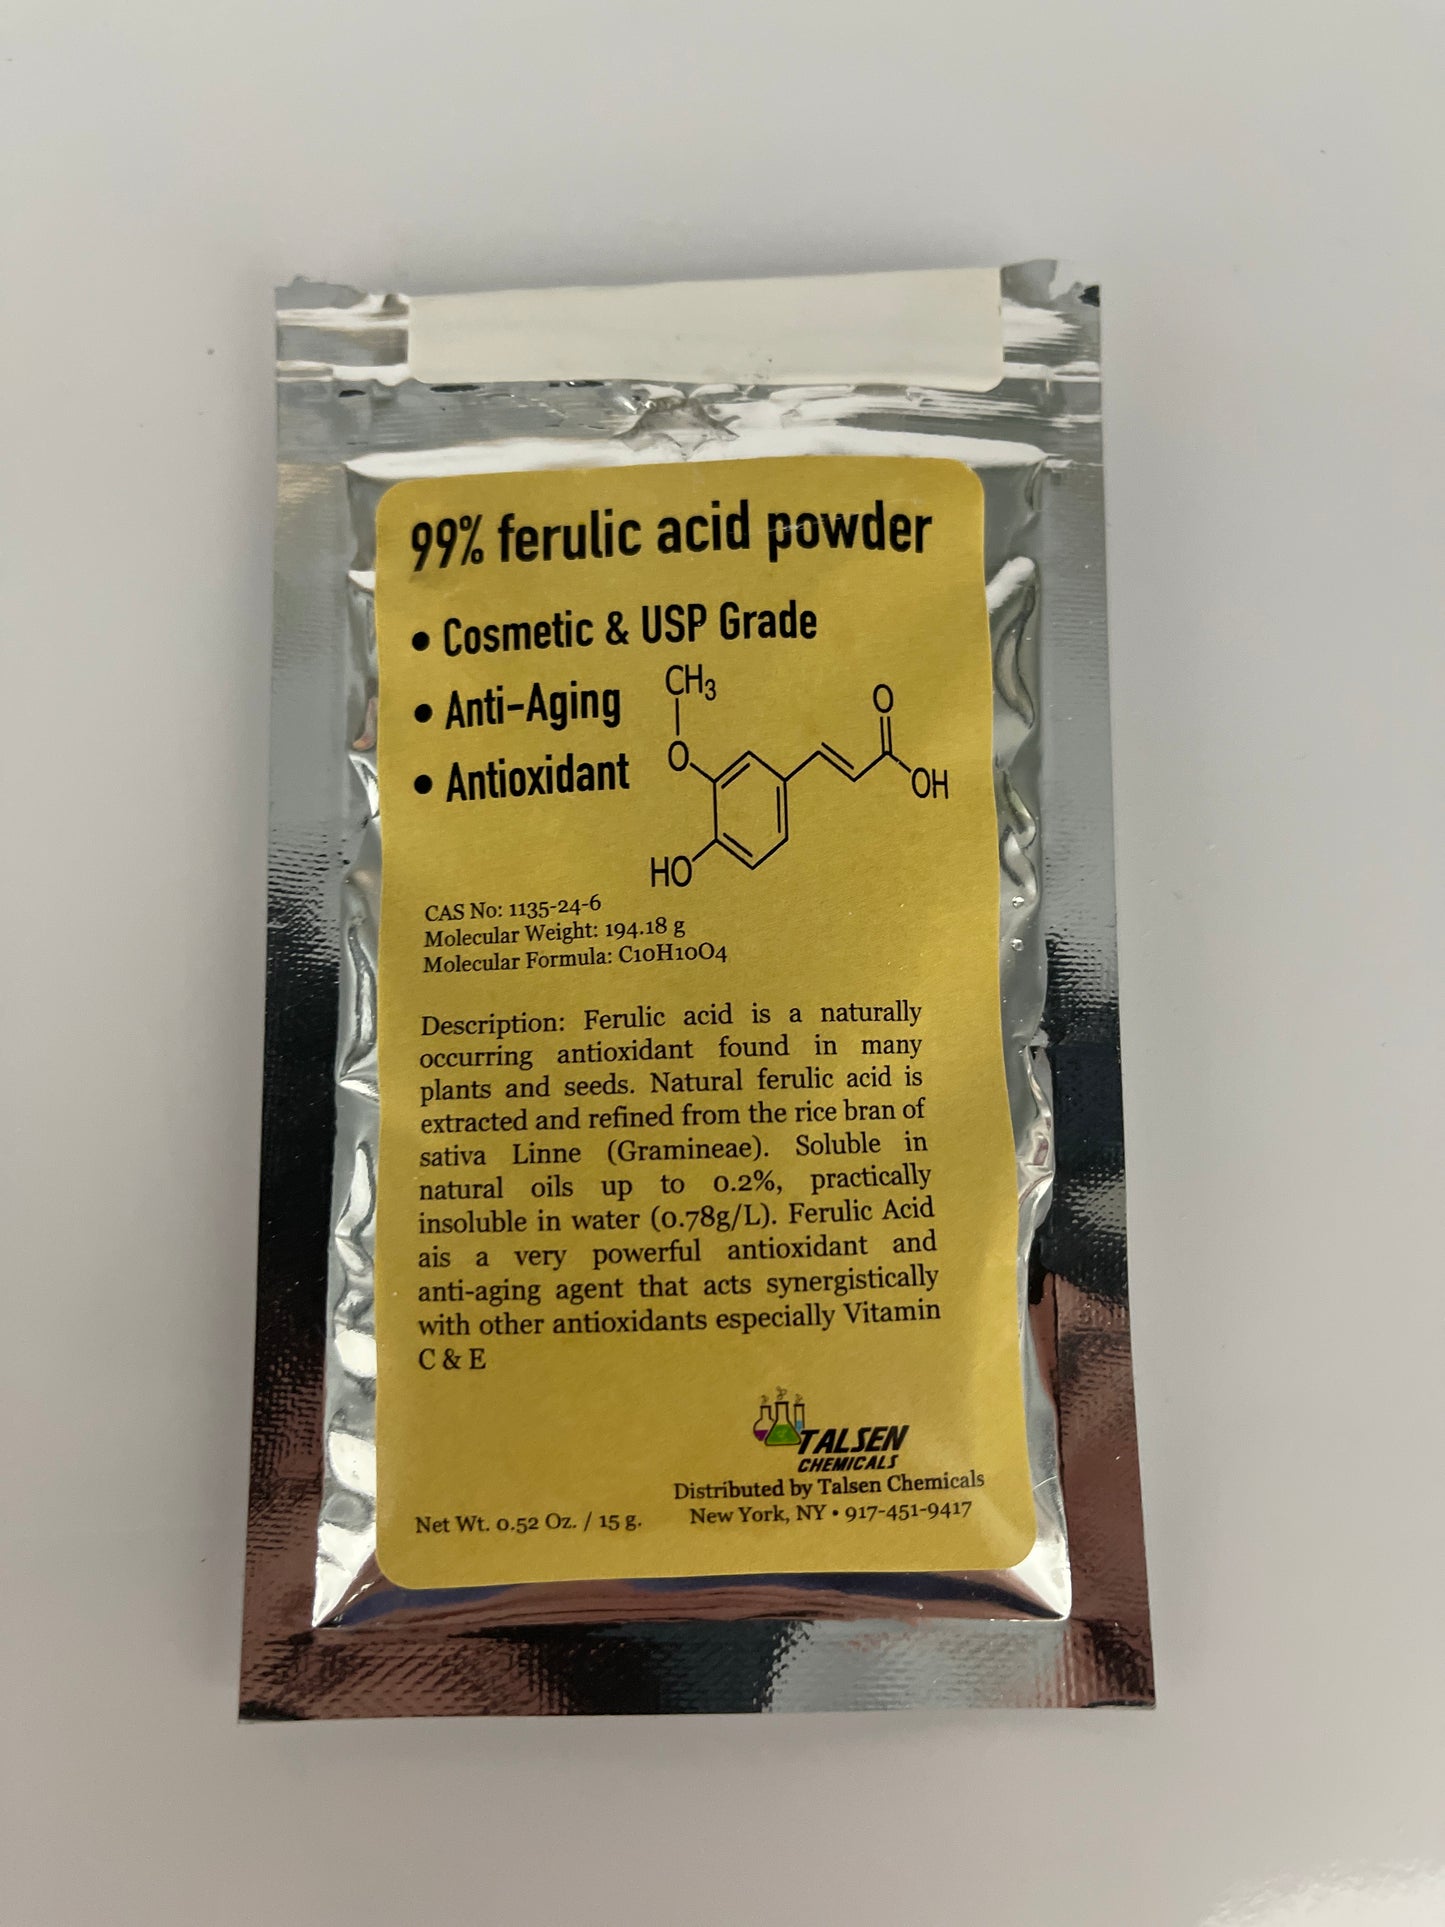 99% ferulic acid powder
• Cosmetic & USP Grade
• Anti-Aging
• Antioxidant
CH3
O
O
OH
HO
CAS No: 1135-24-6
Molecular Weight: 194.18 g
Molecular Formula: C10H10O4
Description: Ferulic acid is a naturally
occurring antioxidant found in many
plants and seeds. Natural ferulic acid is
extracted and refined from the rice bran of
sativa Linne (Gramineae). Soluble in
natural oils up to 0.2%, practically
insoluble in water (0.78g/L). Ferulic Acid
ais a very powerful antioxidant and
anti-aging agent that acts synergistically
with other antioxidants especially Vitamin
C & E
TALSEN
CHEMICALS
Distributed by Talsen Chemicals
New York, NY • 917-451-9417
Net Wt. 0.52 Oz. / 15 g.